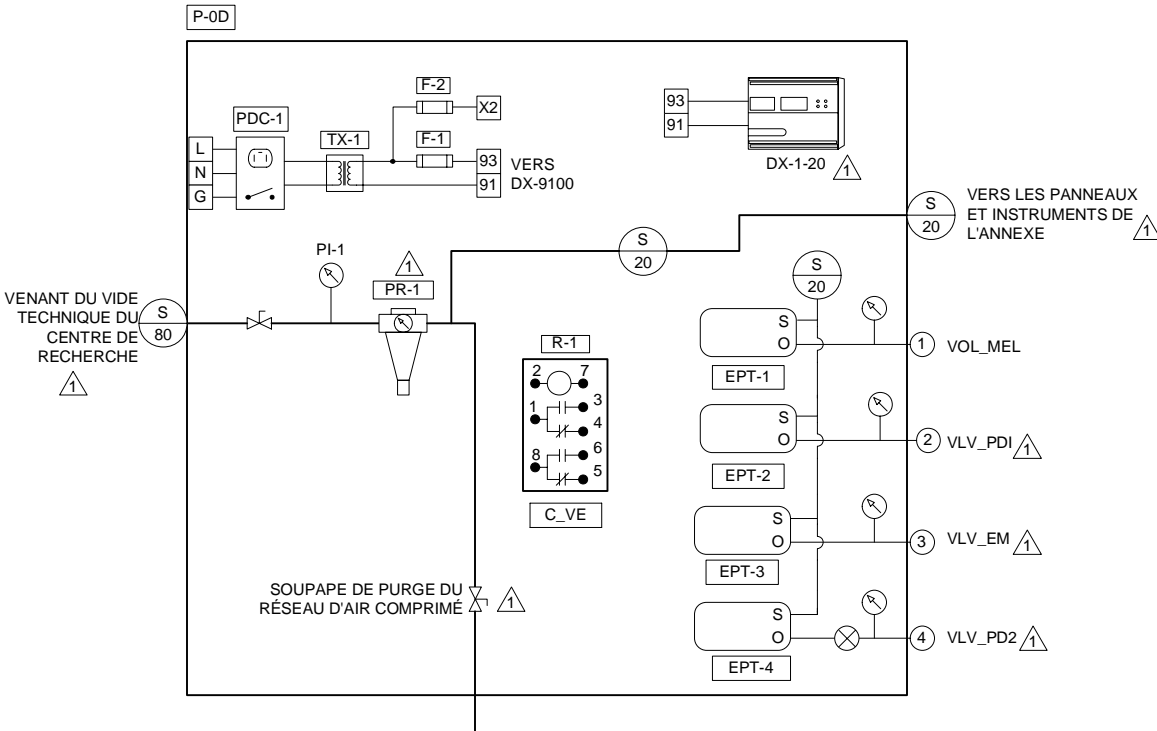 P-0D
F-2
X2
PDC-1
TX-1
F-1
L
N
G
93
91
VERS
DX-9100
93
91
DX-1-20
1
S
20
VERS LES PANNEAUX
ET INSTRUMENTS DE
L'ANNEXE
1
S
20
S
20
PI-1
1
PR-1
VENANT DU VIDE
TECHNIQUE DU
CENTRE DE
RECHERCHE
1
S
80
R-1
2
7
1
3
4
8
6
5
C_VE
S
O
EPT-1
1
VOL_MEL
S
O
EPT-2
2
VLV_PDI
1
S
O
EPT-3
3
VLV_EM
1
S
O
EPT-4
4
VLV_PD2
1
SOUPAPE DE PURGE DU
RÉSEAU D'AIR COMPRIMÉ
1